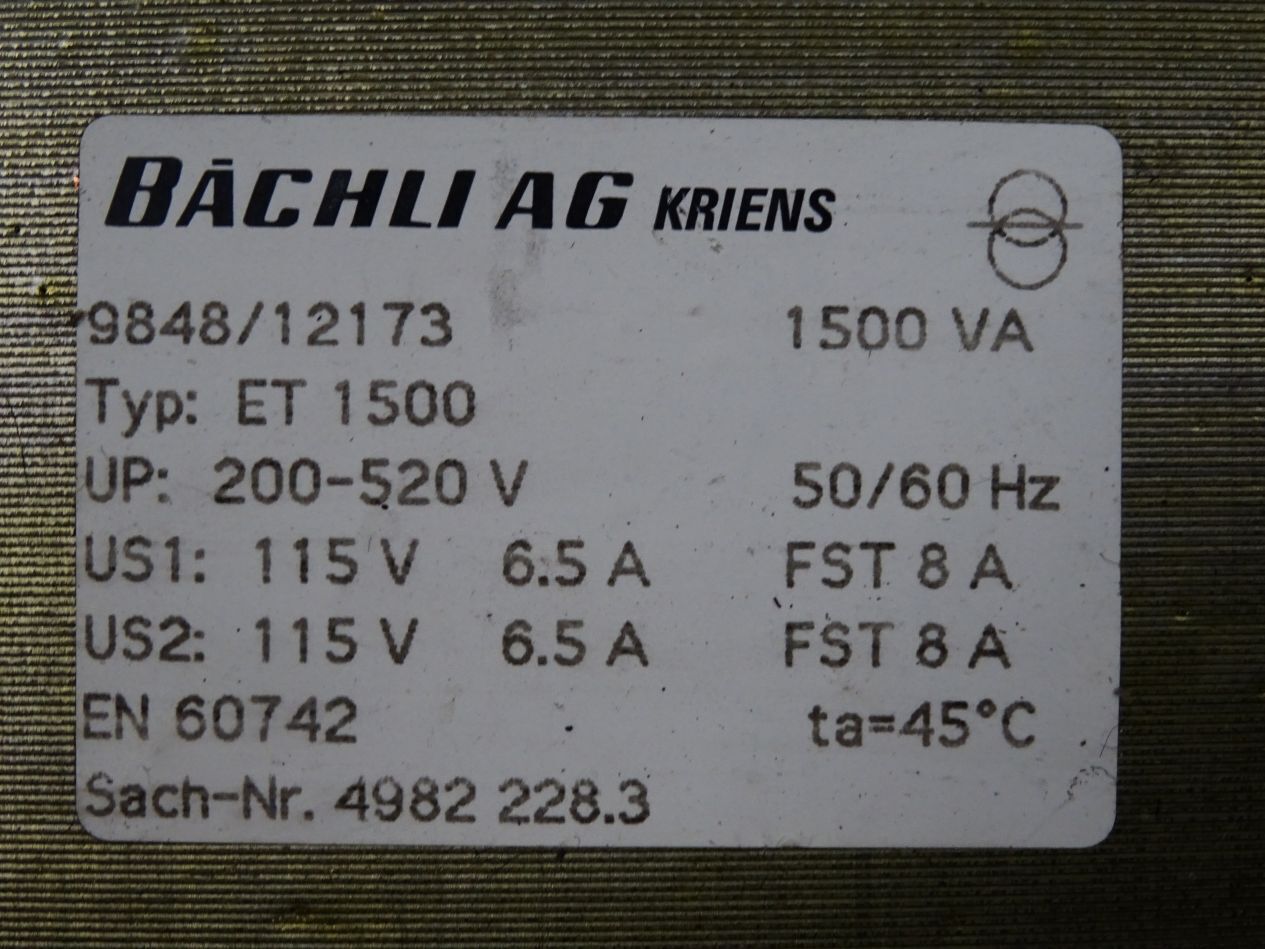 BÄCHLI AG KRIENS
9848/12173 1500 VA
Typ: ET 1500
UP: 200-520 V 50/60 Hz
US1: 115 V 6.5 A FST 8 A
US2: 115 V 6.5 A FST 8 A
EN 60742 ta=45°C
Sach-Nr. 4982 228.3